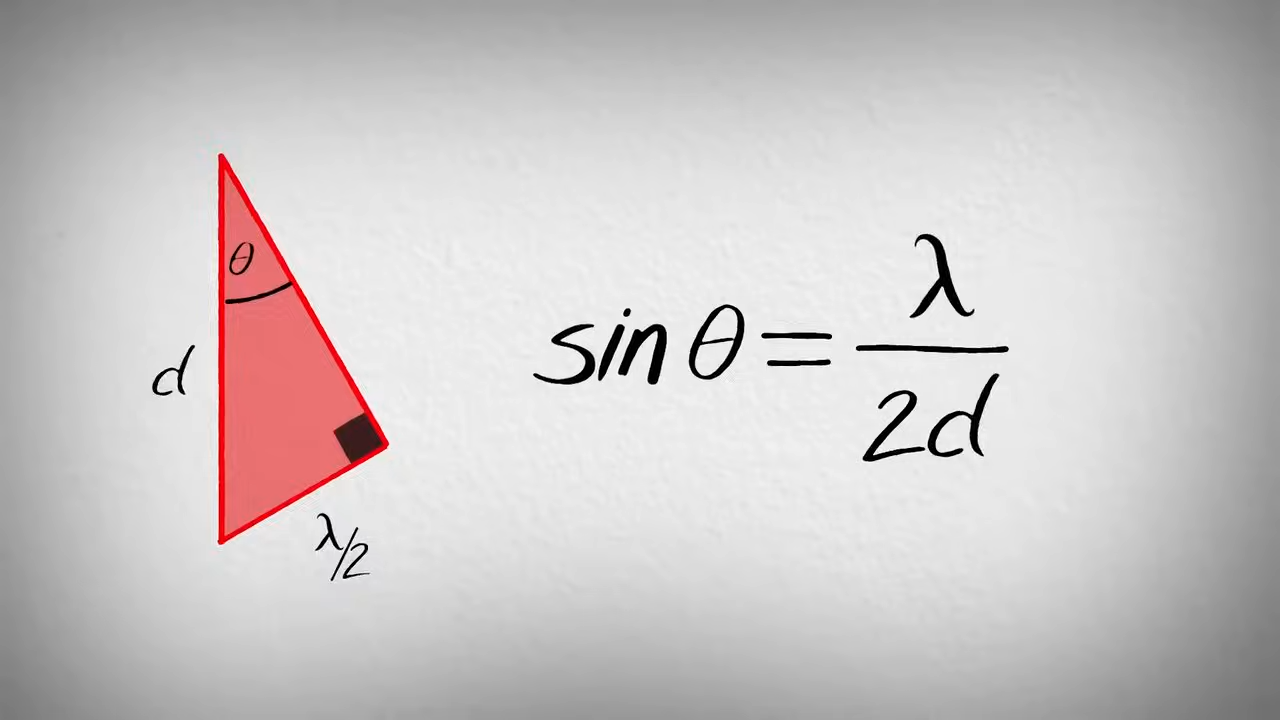 θ
d
λ/2
sin θ = λ/2d